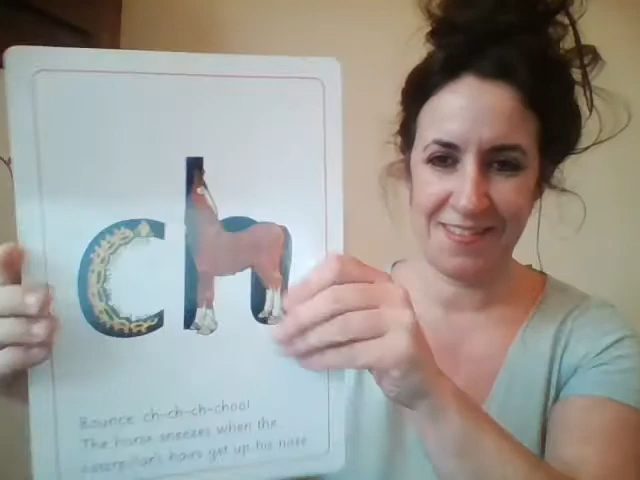 ch
Bounce ch-ch-ch-choo!
The horse sneezes when the
caterpillar's hairs get up his nose